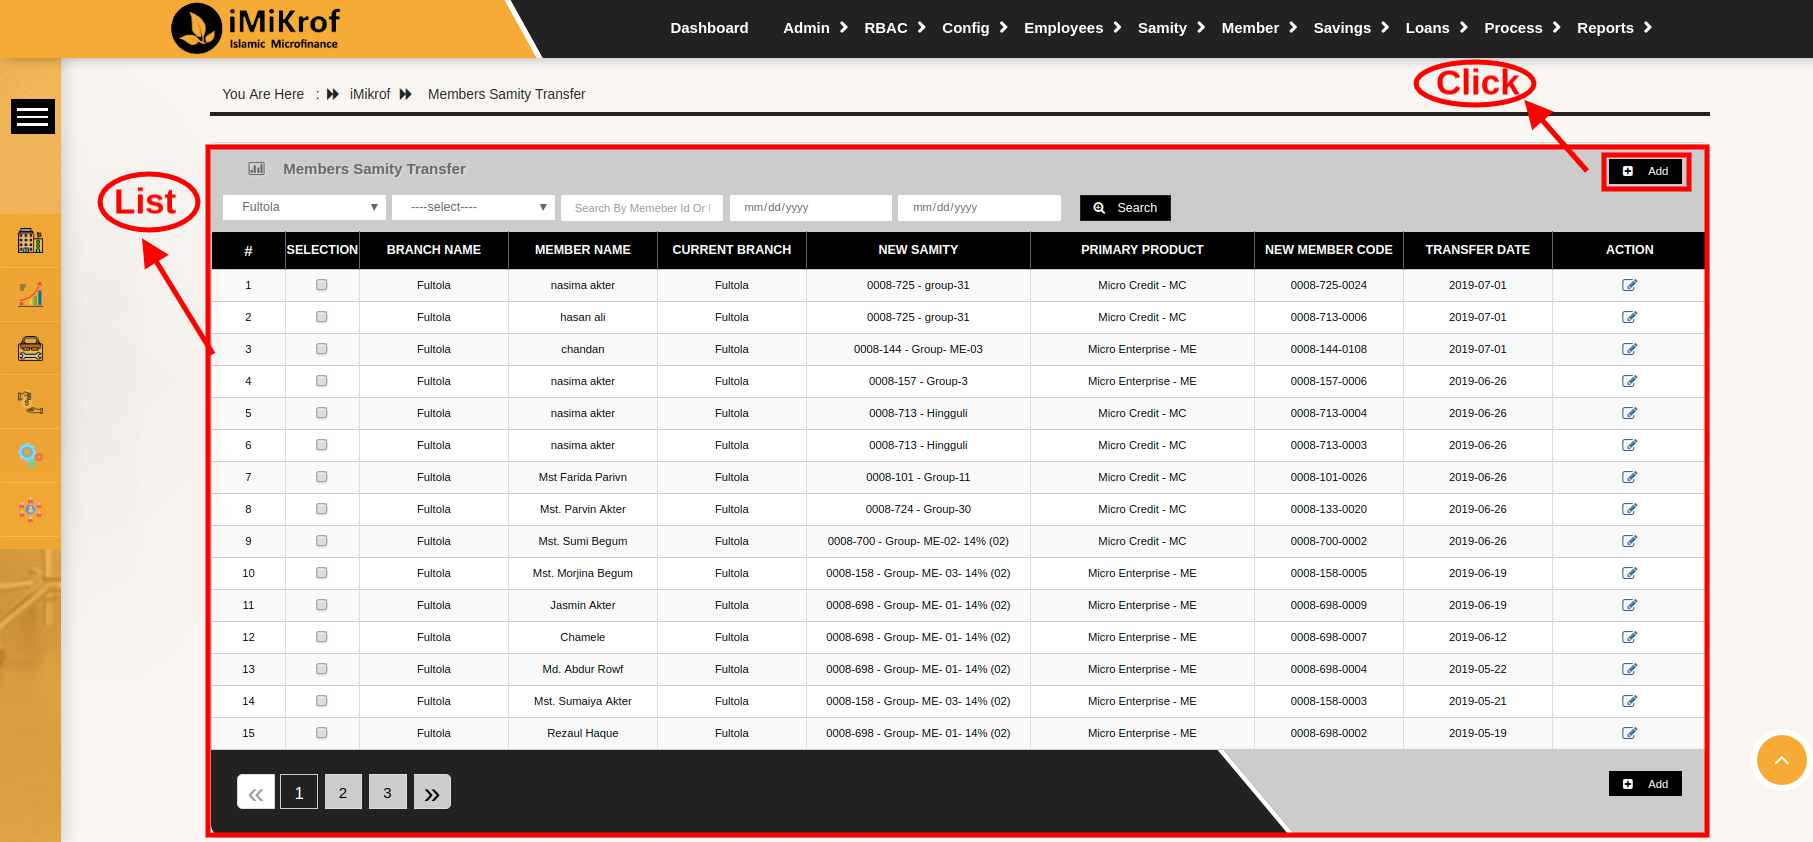 iMiKrof
Islamic Microfinance
Dashboard Admin RBAC Config Employees Samity Member Savings Loans Process Reports
You Are Here : iMikrof Members Samity Transfer
Click
List
Members Samity Transfer
Add
Fultola ----select---- Search By Memeber Id Or mm/dd/yyyy mm/dd/yyyy Search
# SELECTION BRANCH NAME MEMBER NAME CURRENT BRANCH NEW SAMITY PRIMARY PRODUCT NEW MEMBER CODE TRANSFER DATE ACTION
1 Fultola nasima akter Fultola 0008-725 - group-31 Micro Credit - MC 0008-725-0024 2019-07-01
2 Fultola hasan ali Fultola 0008-725 - group-31 Micro Credit - MC 0008-713-0006 2019-07-01
3 Fultola chandan Fultola 0008-144 - Group- ME-03 Micro Enterprise - ME 0008-144-0108 2019-07-01
4 Fultola nasima akter Fultola 0008-157 - Group-3 Micro Enterprise - ME 0008-157-0006 2019-06-26
5 Fultola nasima akter Fultola 0008-713 - Hingguli Micro Credit - MC 0008-713-0004 2019-06-26
6 Fultola nasima akter Fultola 0008-713 - Hingguli Micro Credit - MC 0008-713-0003 2019-06-26
7 Fultola Mst Farida Parivn Fultola 0008-101 - Group-11 Micro Credit - MC 0008-101-0026 2019-06-26
8 Fultola Mst. Parvin Akter Fultola 0008-724 - Group-30 Micro Credit - MC 0008-133-0020 2019-06-26
9 Fultola Mst. Sumi Begum Fultola 0008-700 - Group- ME-02- 14% (02) Micro Credit - MC 0008-700-0002 2019-06-26
10 Fultola Mst. Morjina Begum Fultola 0008-158 - Group- ME- 03- 14% (02) Micro Enterprise - ME 0008-158-0005 2019-06-19
11 Fultola Jasmin Akter Fultola 0008-698 - Group- ME- 01- 14% (02) Micro Enterprise - ME 0008-698-0009 2019-06-19
12 Fultola Chamele Fultola 0008-698 - Group- ME- 01- 14% (02) Micro Enterprise - ME 0008-698-0007 2019-06-12
13 Fultola Md. Abdur Rowf Fultola 0008-698 - Group- ME- 01- 14% (02) Micro Enterprise - ME 0008-698-0004 2019-05-22
14 Fultola Mst. Sumaiya Akter Fultola 0008-158 - Group- ME- 03- 14% (02) Micro Enterprise - ME 0008-158-0003 2019-05-21
15 Fultola Rezaul Haque Fultola 0008-698 - Group- ME- 01- 14% (02) Micro Enterprise - ME 0008-698-0002 2019-05-19
« 1 2 3 »
Add